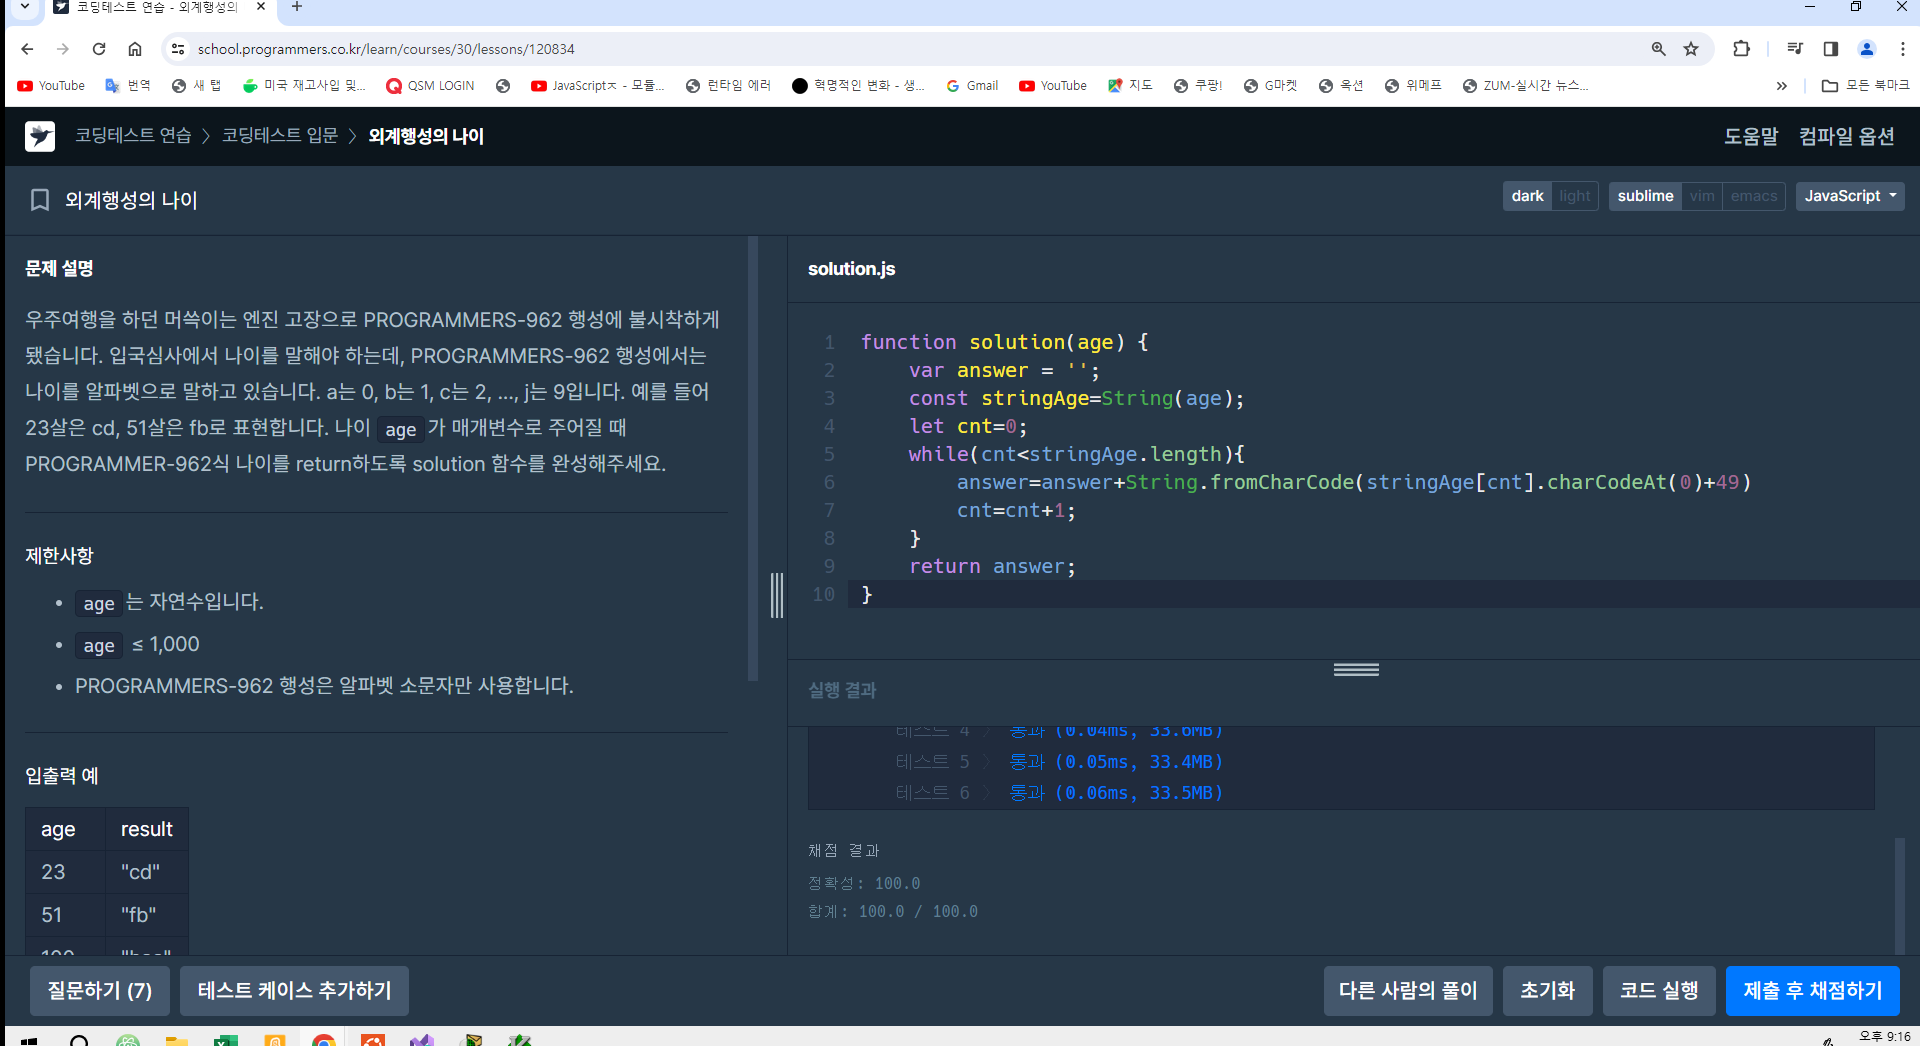 코딩테스트 연습 - 외계행성의
school.programmers.co.kr/learn/courses/30/lessons/120834
YouTube 번역 새 탭 미국 재고사입 및... QSM LOGIN JavaScriptㅈ - 모듈... 런타임 에러 혁명적인 변화 - 생... Gmail YouTube 지도 쿠팡! G마켓 옥션 위메프 ZUM-실시간 뉴스... » 모든 북마크
코딩테스트 연습 > 코딩테스트 입문 > 외계행성의 나이 도움말 컴파일 옵션
외계행성의 나이 dark light sublime vim emacs JavaScript
문제 설명
우주여행을 하던 머쓱이는 엔진 고장으로 PROGRAMMERS-962 행성에 불시착하게
됐습니다. 입국심사에서 나이를 말해야 하는데, PROGRAMMERS-962 행성에서는
나이를 알파벳으로 말하고 있습니다. a는 0, b는 1, c는 2, ..., j는 9입니다. 예를 들어
23살은 cd, 51살은 fb로 표현합니다. 나이 age 가 매개변수로 주어질 때
PROGRAMMER-962식 나이를 return하도록 solution 함수를 완성해주세요.
제한사항
• age 는 자연수입니다.
• age ≤ 1,000
• PROGRAMMERS-962 행성은 알파벳 소문자만 사용합니다.
입출력 예
age result
23 "cd"
51 "fb"
100 "baa"
질문하기 (7) 테스트 케이스 추가하기
solution.js
1 function solution(age) {
2 var answer = '';
3 const stringAge=String(age);
4 let cnt=0;
5 while(cnt<stringAge.length){
6 answer=answer+String.fromCharCode(stringAge[cnt].charCodeAt(0)+49)
7 cnt=cnt+1;
8 }
9 return answer;
10 }
실행 결과
테스트 4 > 통과 (0.04ms, 33.6MB)
테스트 5 > 통과 (0.05ms, 33.4MB)
테스트 6 > 통과 (0.06ms, 33.5MB)
채점 결과
정확성: 100.0
합계: 100.0 / 100.0
다른 사람의 풀이 초기화 코드 실행 제출 후 채점하기
오후 9:16